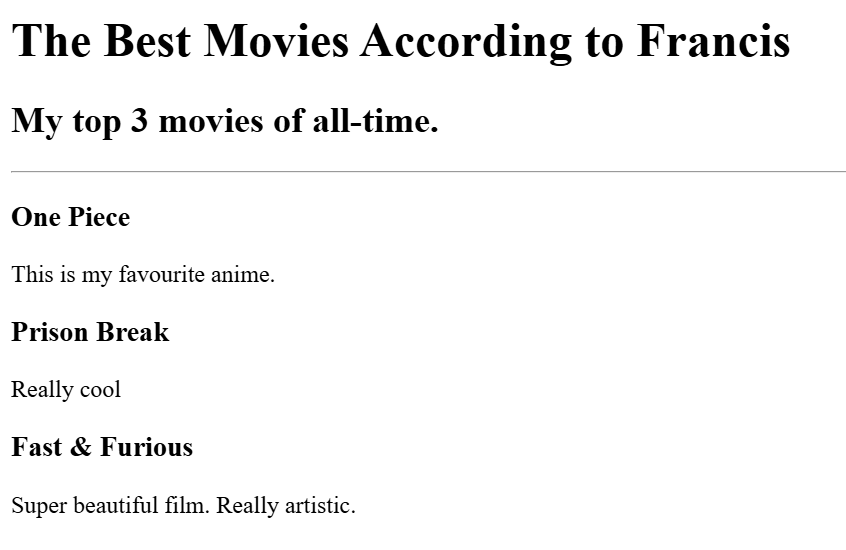 The Best Movies According to Francis
My top 3 movies of all-time.
One Piece
This is my favourite anime.
Prison Break
Really cool
Fast & Furious
Super beautiful film. Really artistic.